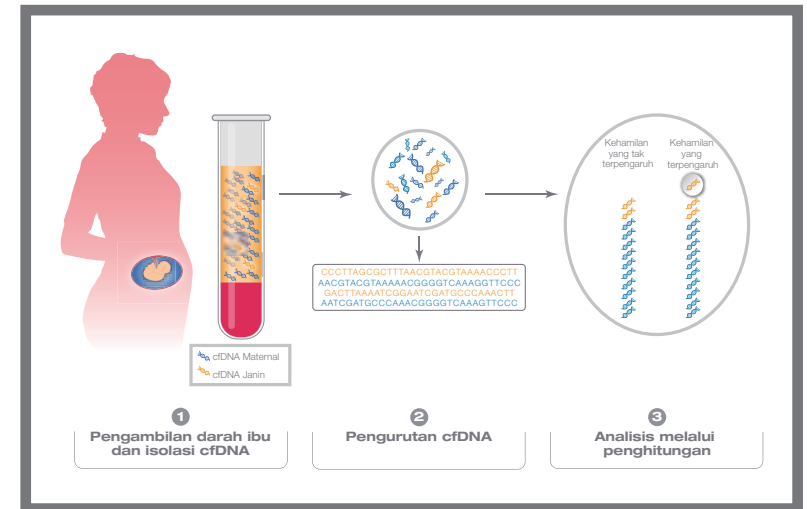 Kehamilan
yang tak
terpengaruh
Kehamilan
yang
terpengaruh
CCCTTAGCGCTTTAACGTACGTAAAACCCTT
AACGTACGTAAAAACGGGGTCAAAGGTTCCC
GACTTAAAATCGGAATCGATGCCCAAACTT
AATCGATGCCCAAACGGGGTCAAAGTTCCC
cfDNA Maternal
cfDNA Janin
1
Pengambilan darah ibu
dan isolasi cfDNA
2
Pengurutan cfDNA
3
Analisis melalui
penghitungan